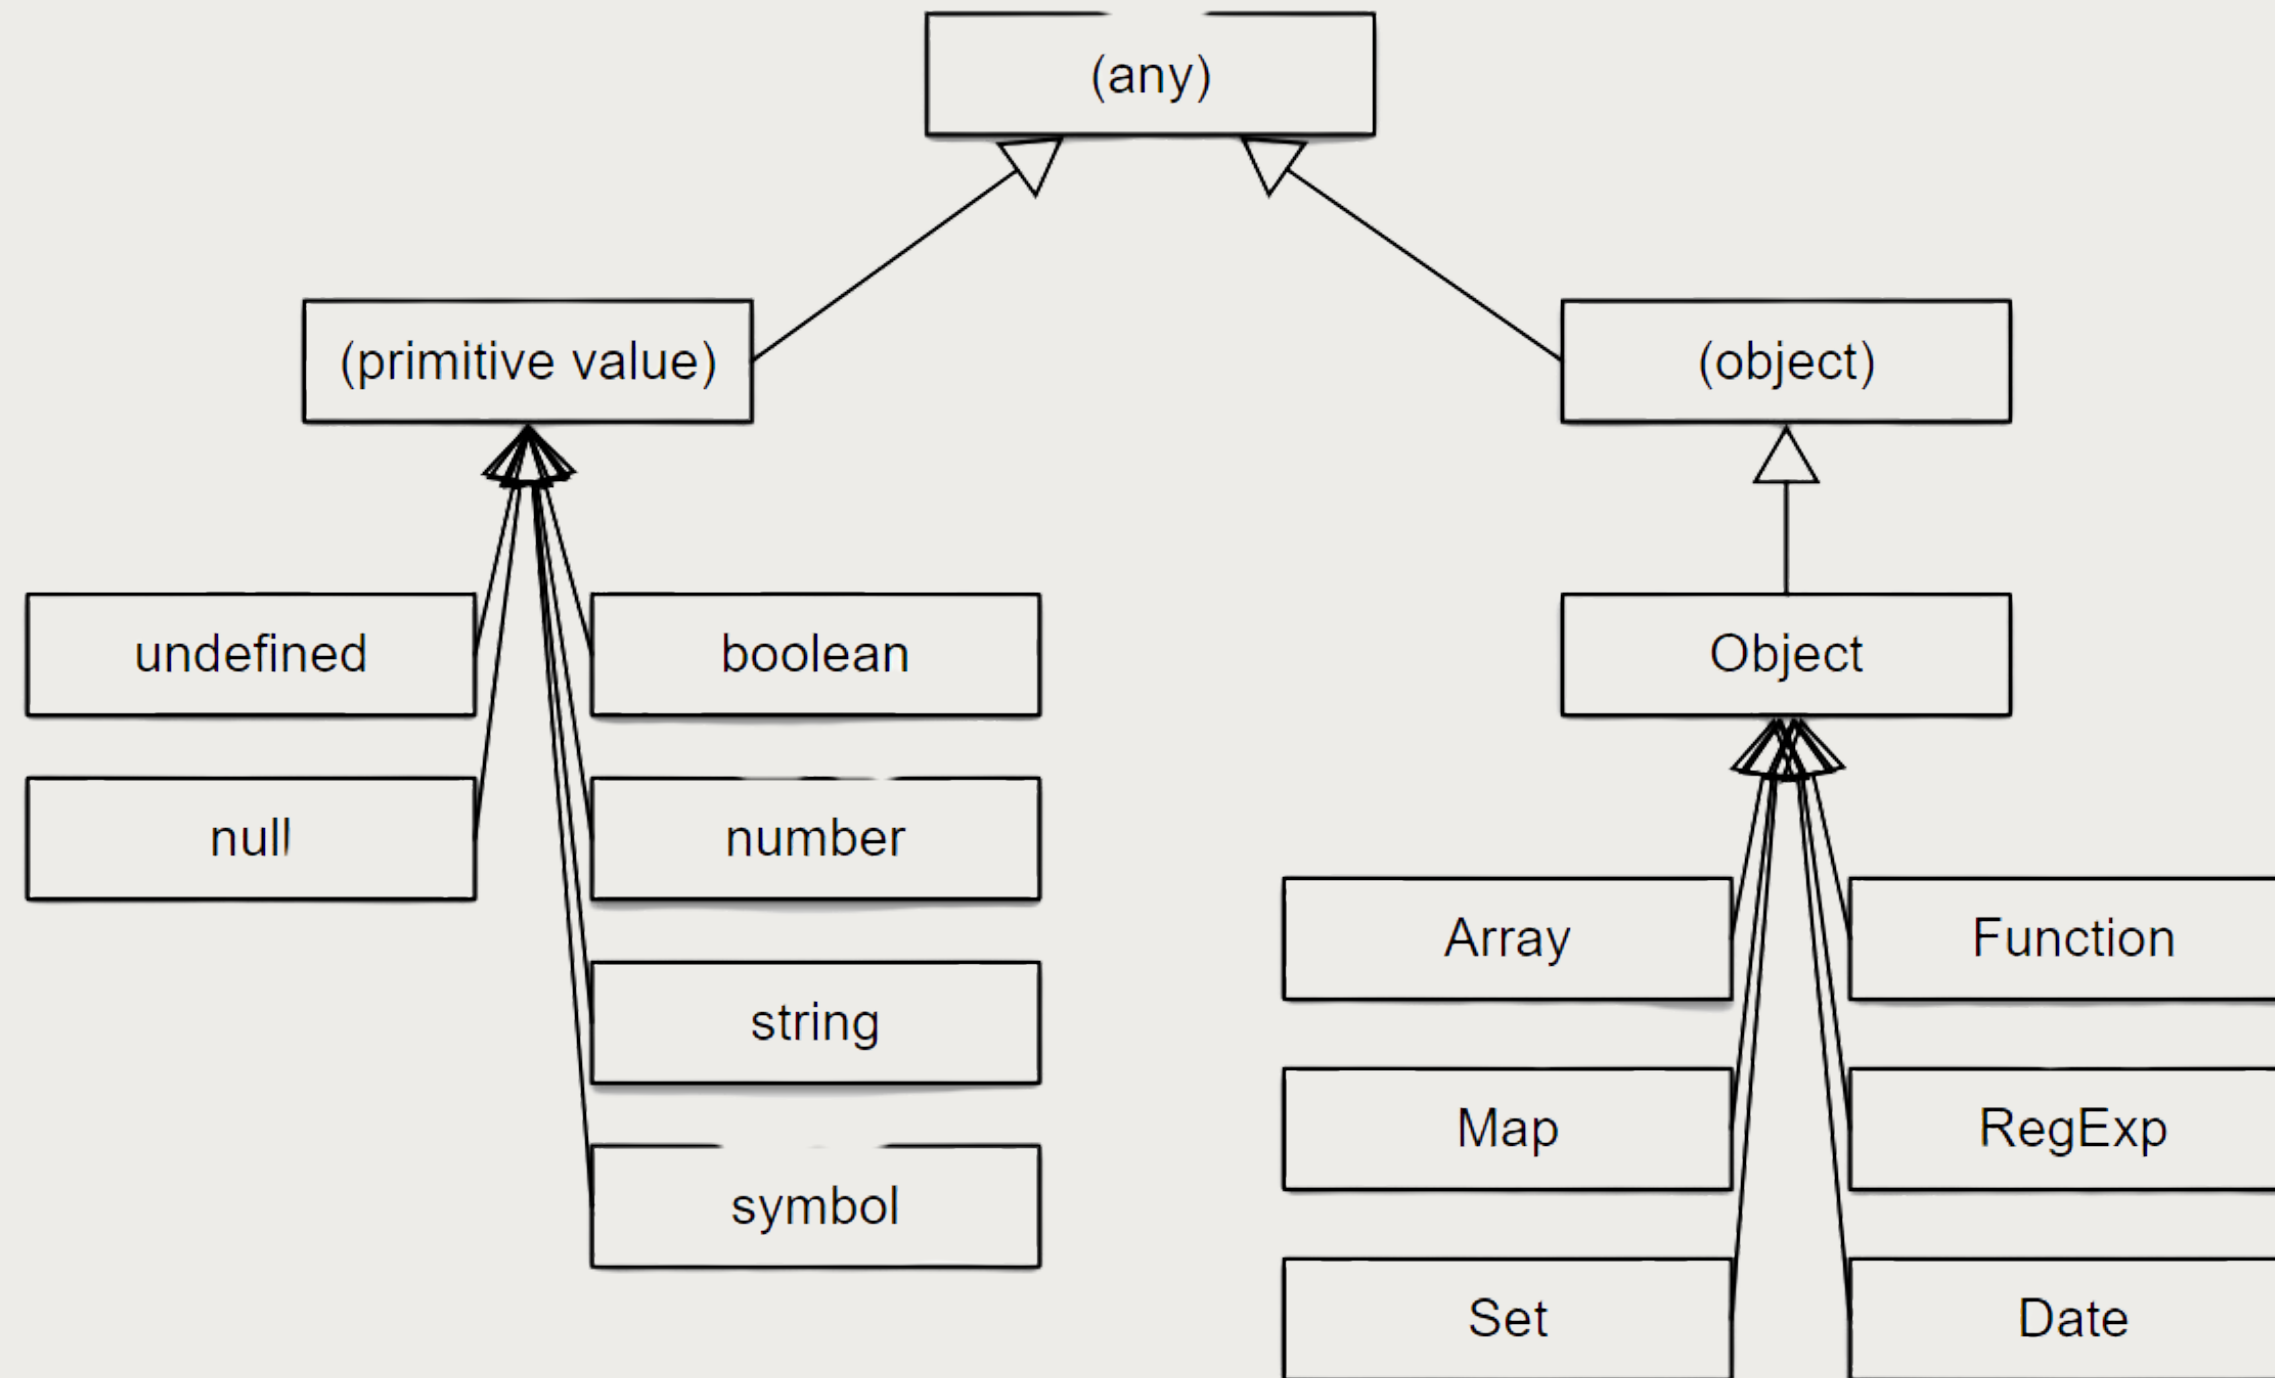 (any)
(primitive value)
(object)
undefined
boolean
Object
null
number
Array
Function
string
Map
RegExp
symbol
Set
Date